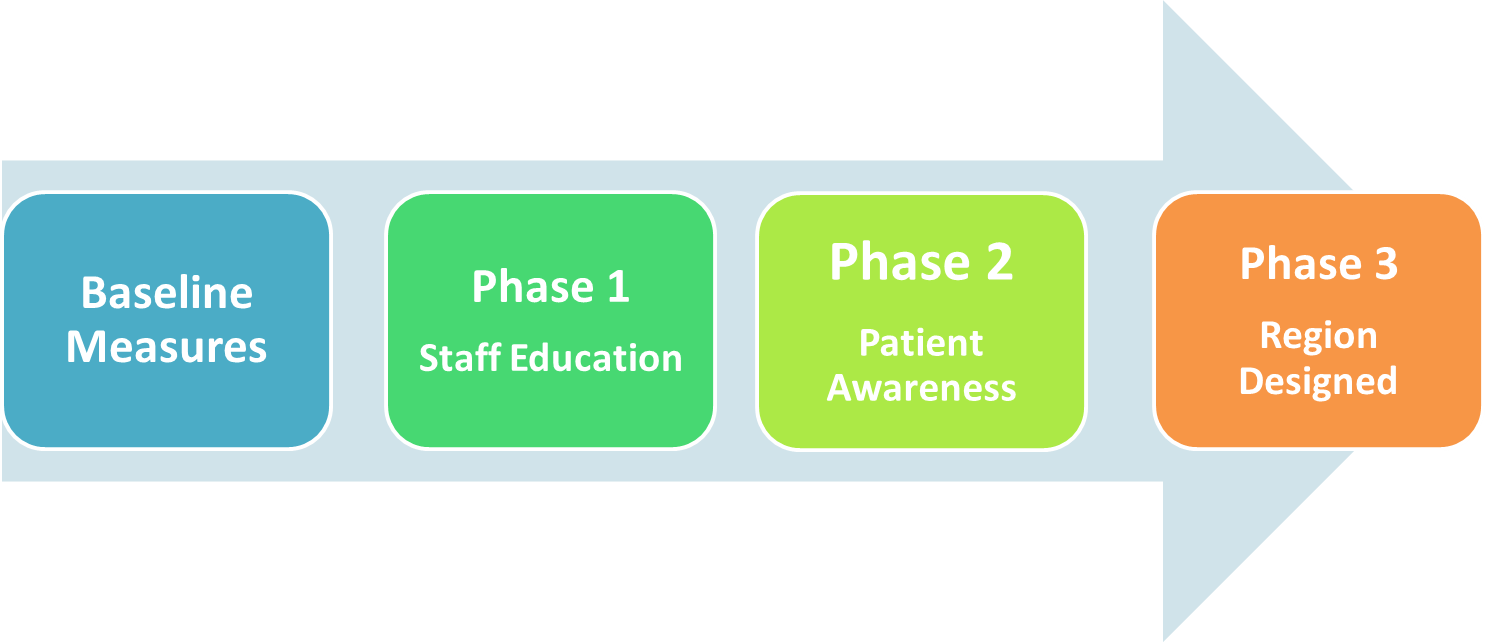 Baseline
Measures
Phase 1
Staff Education
Phase 2
Patient
Awareness
Phase 3
Region
Designed